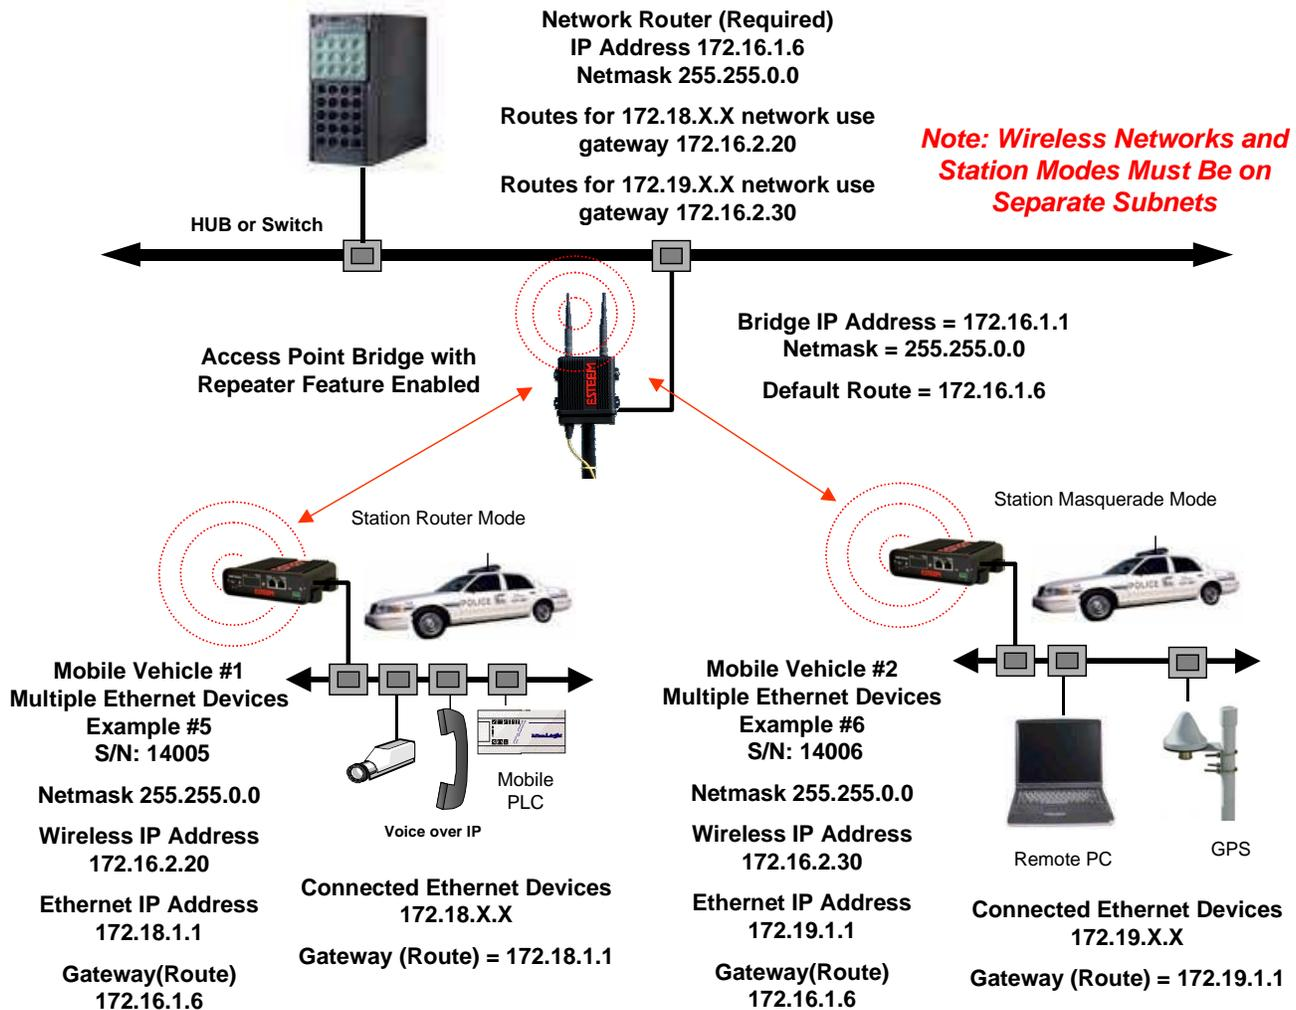 Network Router (Required)
IP Address 172.16.1.6
Netmask 255.255.0.0
Routes for 172.18.X.X network use
gateway 172.16.2.20
Routes for 172.19.X.X network use
gateway 172.16.2.30
Note: Wireless Networks and
Station Modes Must Be on
Separate Subnets
HUB or Switch
Access Point Bridge with
Repeater Feature Enabled
ESTEEM
Bridge IP Address = 172.16.1.1
Netmask = 255.255.0.0
Default Route = 172.16.1.6
Station Router Mode
POLICE
Station Masquerade Mode
POLICE
Mobile Vehicle #1
Multiple Ethernet Devices
Example #5
S/N: 14005
Netmask 255.255.0.0
Wireless IP Address
172.16.2.20
Ethernet IP Address
172.18.1.1
Gateway(Route)
172.16.1.6
Mobile
PLC
Voice over IP
Connected Ethernet Devices
172.18.X.X
Gateway (Route) = 172.18.1.1
Mobile Vehicle #2
Multiple Ethernet Devices
Example #6
S/N: 14006
Netmask 255.255.0.0
Wireless IP Address
172.16.2.30
Ethernet IP Address
172.19.1.1
Gateway(Route)
172.16.1.6
Remote PC
GPS
Connected Ethernet Devices
172.19.X.X
Gateway (Route) = 172.19.1.1